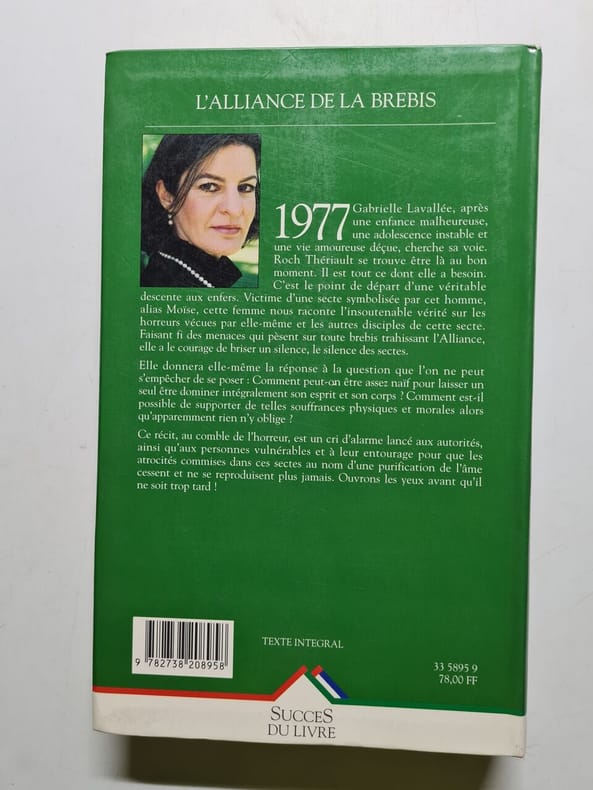 L'ALLIANCE DE LA BREBIS
1977 Gabrielle Lavallée, après
une enfance malheureuse,
une adolescence instable et
une vie amoureuse déçue, cherche sa voie.
Roch Thériault se trouve être là au bon
moment. Il est tout ce dont elle a besoin.
C'est le point de départ d'une véritable
descente aux enfers. Victime d'une secte symbolisée par cet homme,
alias Moïse, cette femme nous raconte l'insoutenable vérité sur les
horreurs vécues par elle-même et les autres disciples de cette secte.
Faisant fi des menaces qui pèsent sur toute brebis trahissant l'Alliance,
elle a le courage de briser un silence, le silence des sectes.
Elle donnera elle-même la réponse à la question que l'on ne peut
s'empêcher de se poser : Comment peut-on être assez naïf pour laisser un
seul être dominer intégralement son esprit et son corps ? Comment est-il
possible de supporter de telles souffrances physiques et morales alors
qu'apparemment rien n'y oblige ?
Ce récit, au comble de l'horreur, est un cri d'alarme lancé aux autorités,
ainsi qu'aux personnes vulnérables et à leur entourage pour que les
atrocités commises dans ces sectes au nom d'une purification de l'âme
cessent et ne se reproduisent plus jamais. Ouvrons les yeux avant qu'il
ne soit trop tard !
9 782738 208958
TEXTE INTEGRAL
33 5895 9
78,00 FF
SUCCES
DU LIVRE